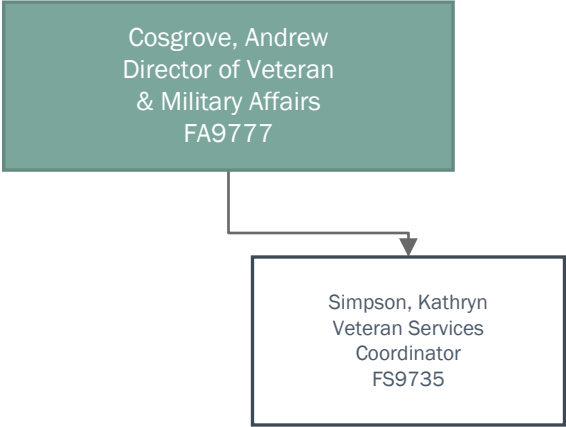 Cosgrove, Andrew
Director of Veteran
& Military Affairs
FA9777
Simpson, Kathryn
Veteran Services
Coordinator
FS9735